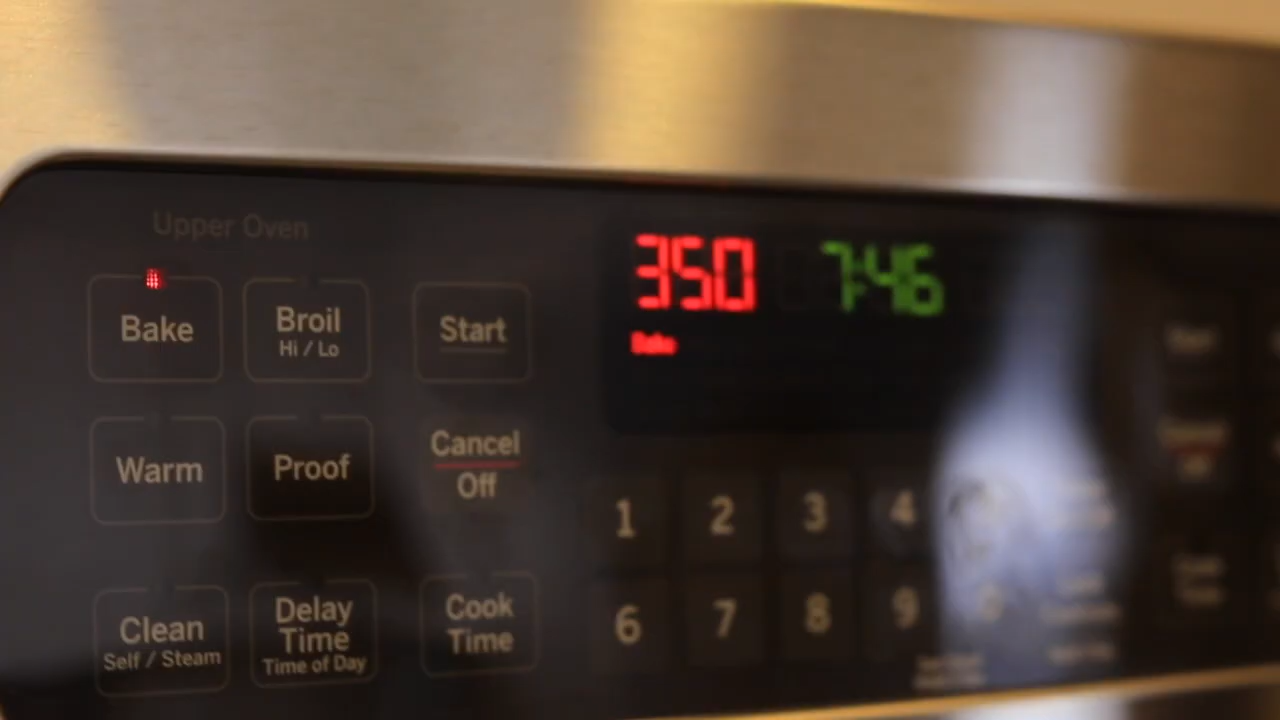 Upper Oven
Bake
Broil
Hi / Lo
Start
350
7:46
Bake
Warm
Proof
Cancel
Off
1 2 3 4
Clean
Self / Steam
Delay
Time
Time of Day
Cook
Time
6 7 8 9